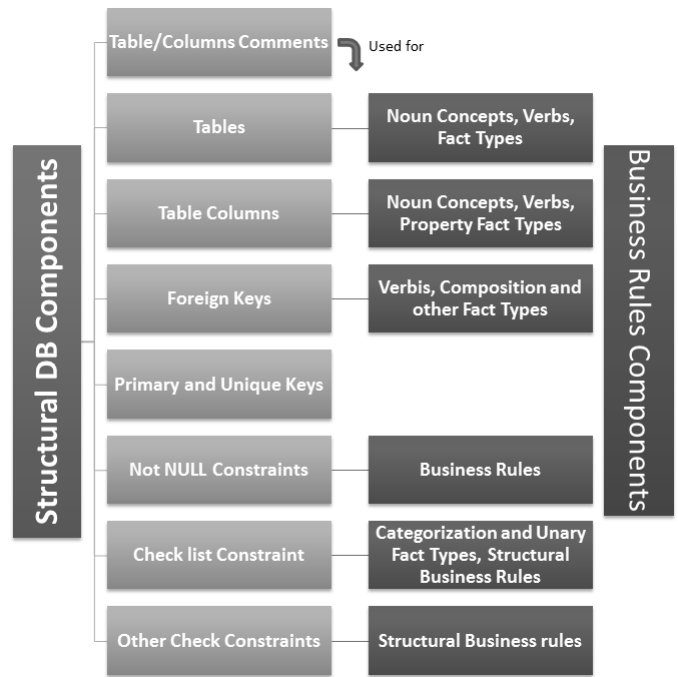 Structural DB Components
Table/Columns Comments
Used for
Tables
Noun Concepts, Verbs,
Fact Types
Table Columns
Noun Concepts, Verbs,
Property Fact Types
Foreign Keys
Verbis, Composition and
other Fact Types
Primary and Unique Keys
Not NULL Constraints
Business Rules
Check list Constraint
Categorization and Unary
Fact Types, Structural
Business Rules
Other Check Constraints
Structural Business rules
Business Rules Components